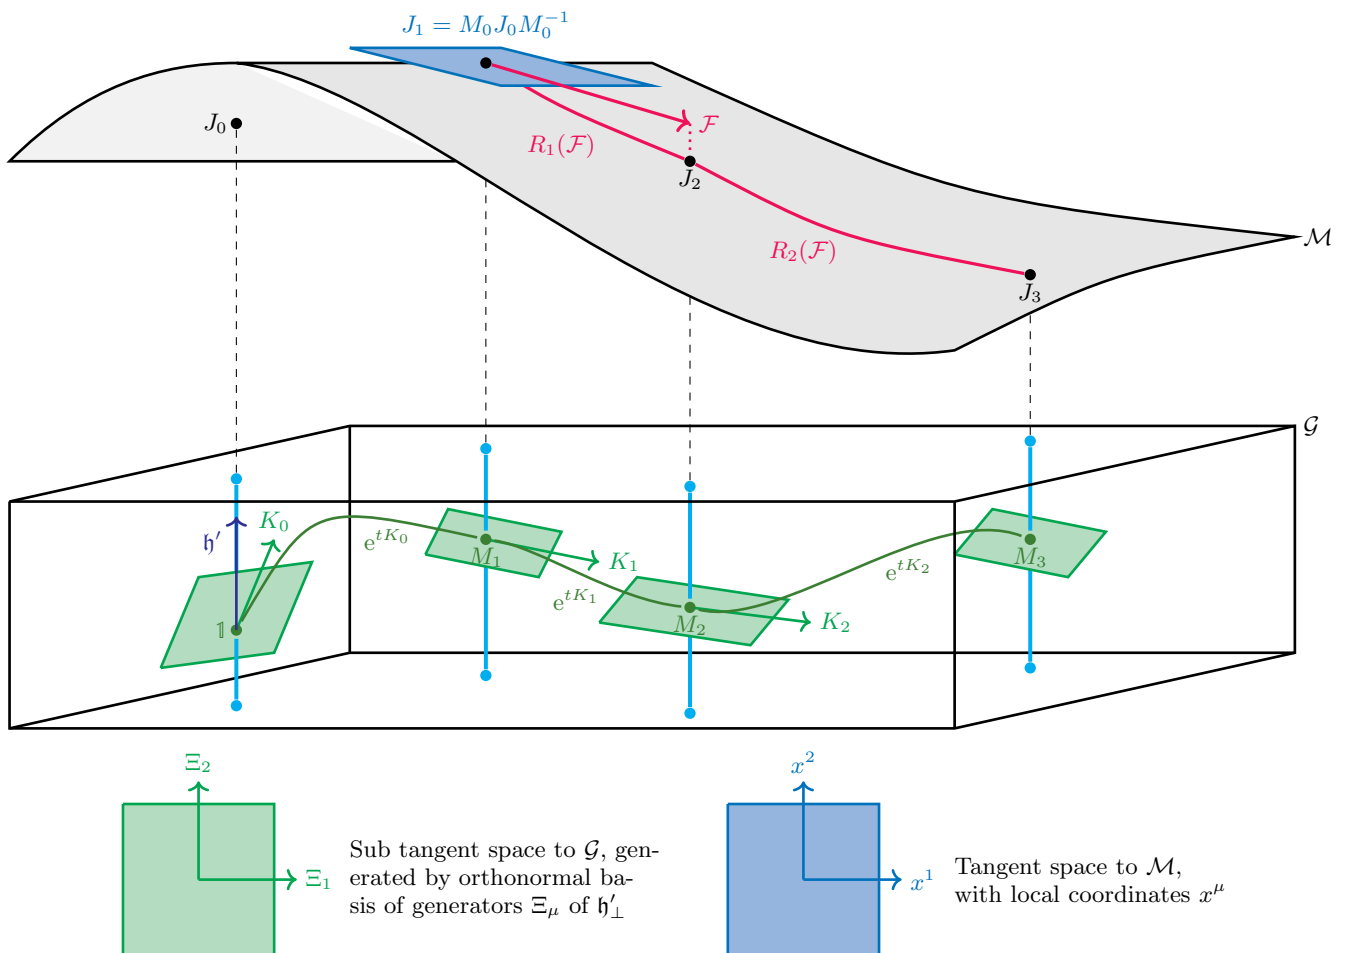 J₁ = M₀J₀M₀⁻¹
J₀
ℱ
R₁(ℱ)
J₂
ℳ
R₂(ℱ)
J₃
𝒢
K₀
𝔥′
e^{tK₀}
M₁
K₁
M₃
e^{tK₂}
e^{tK₁}
𝟙
M₂
K₂
Ξ₂
Ξ₁
Sub tangent space to 𝒢, gen-
erated by orthonormal ba-
sis of generators Ξ_μ of 𝔥′_⊥
x²
x¹
Tangent space to ℳ,
with local coordinates x^μ